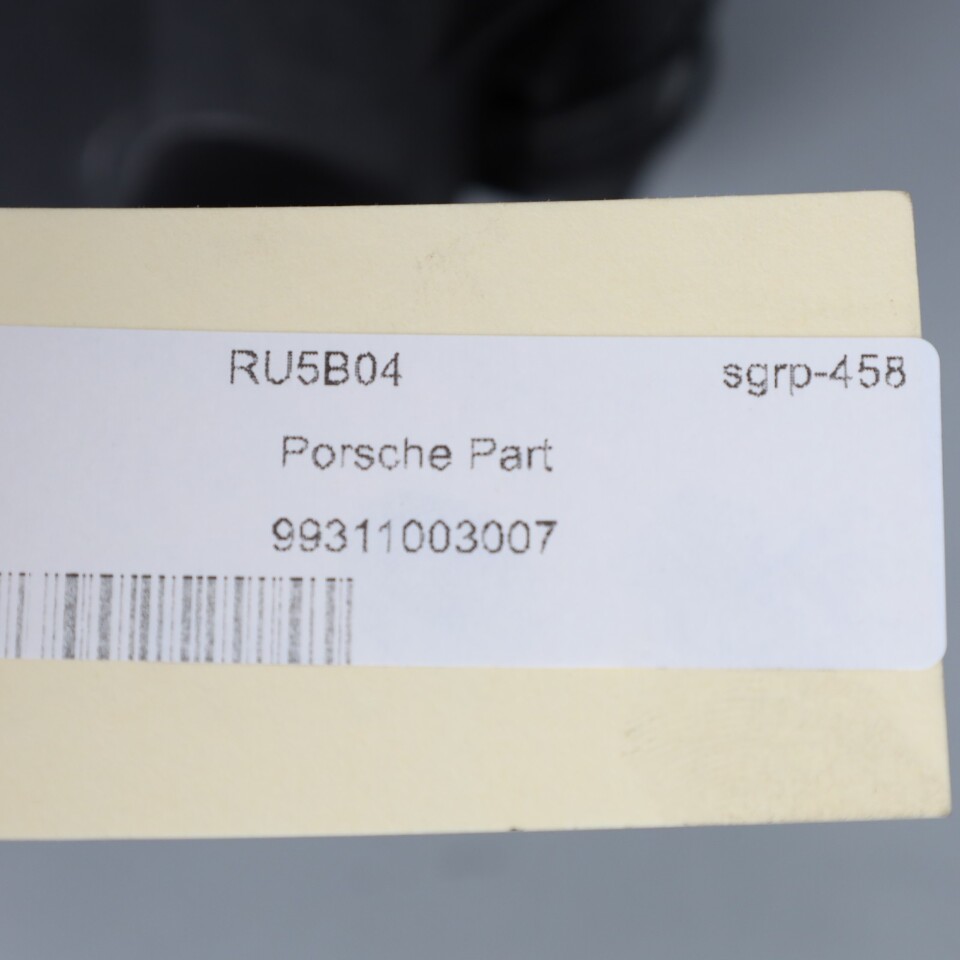 RU5B04 sgrp-458
Porsche Part
99311003007